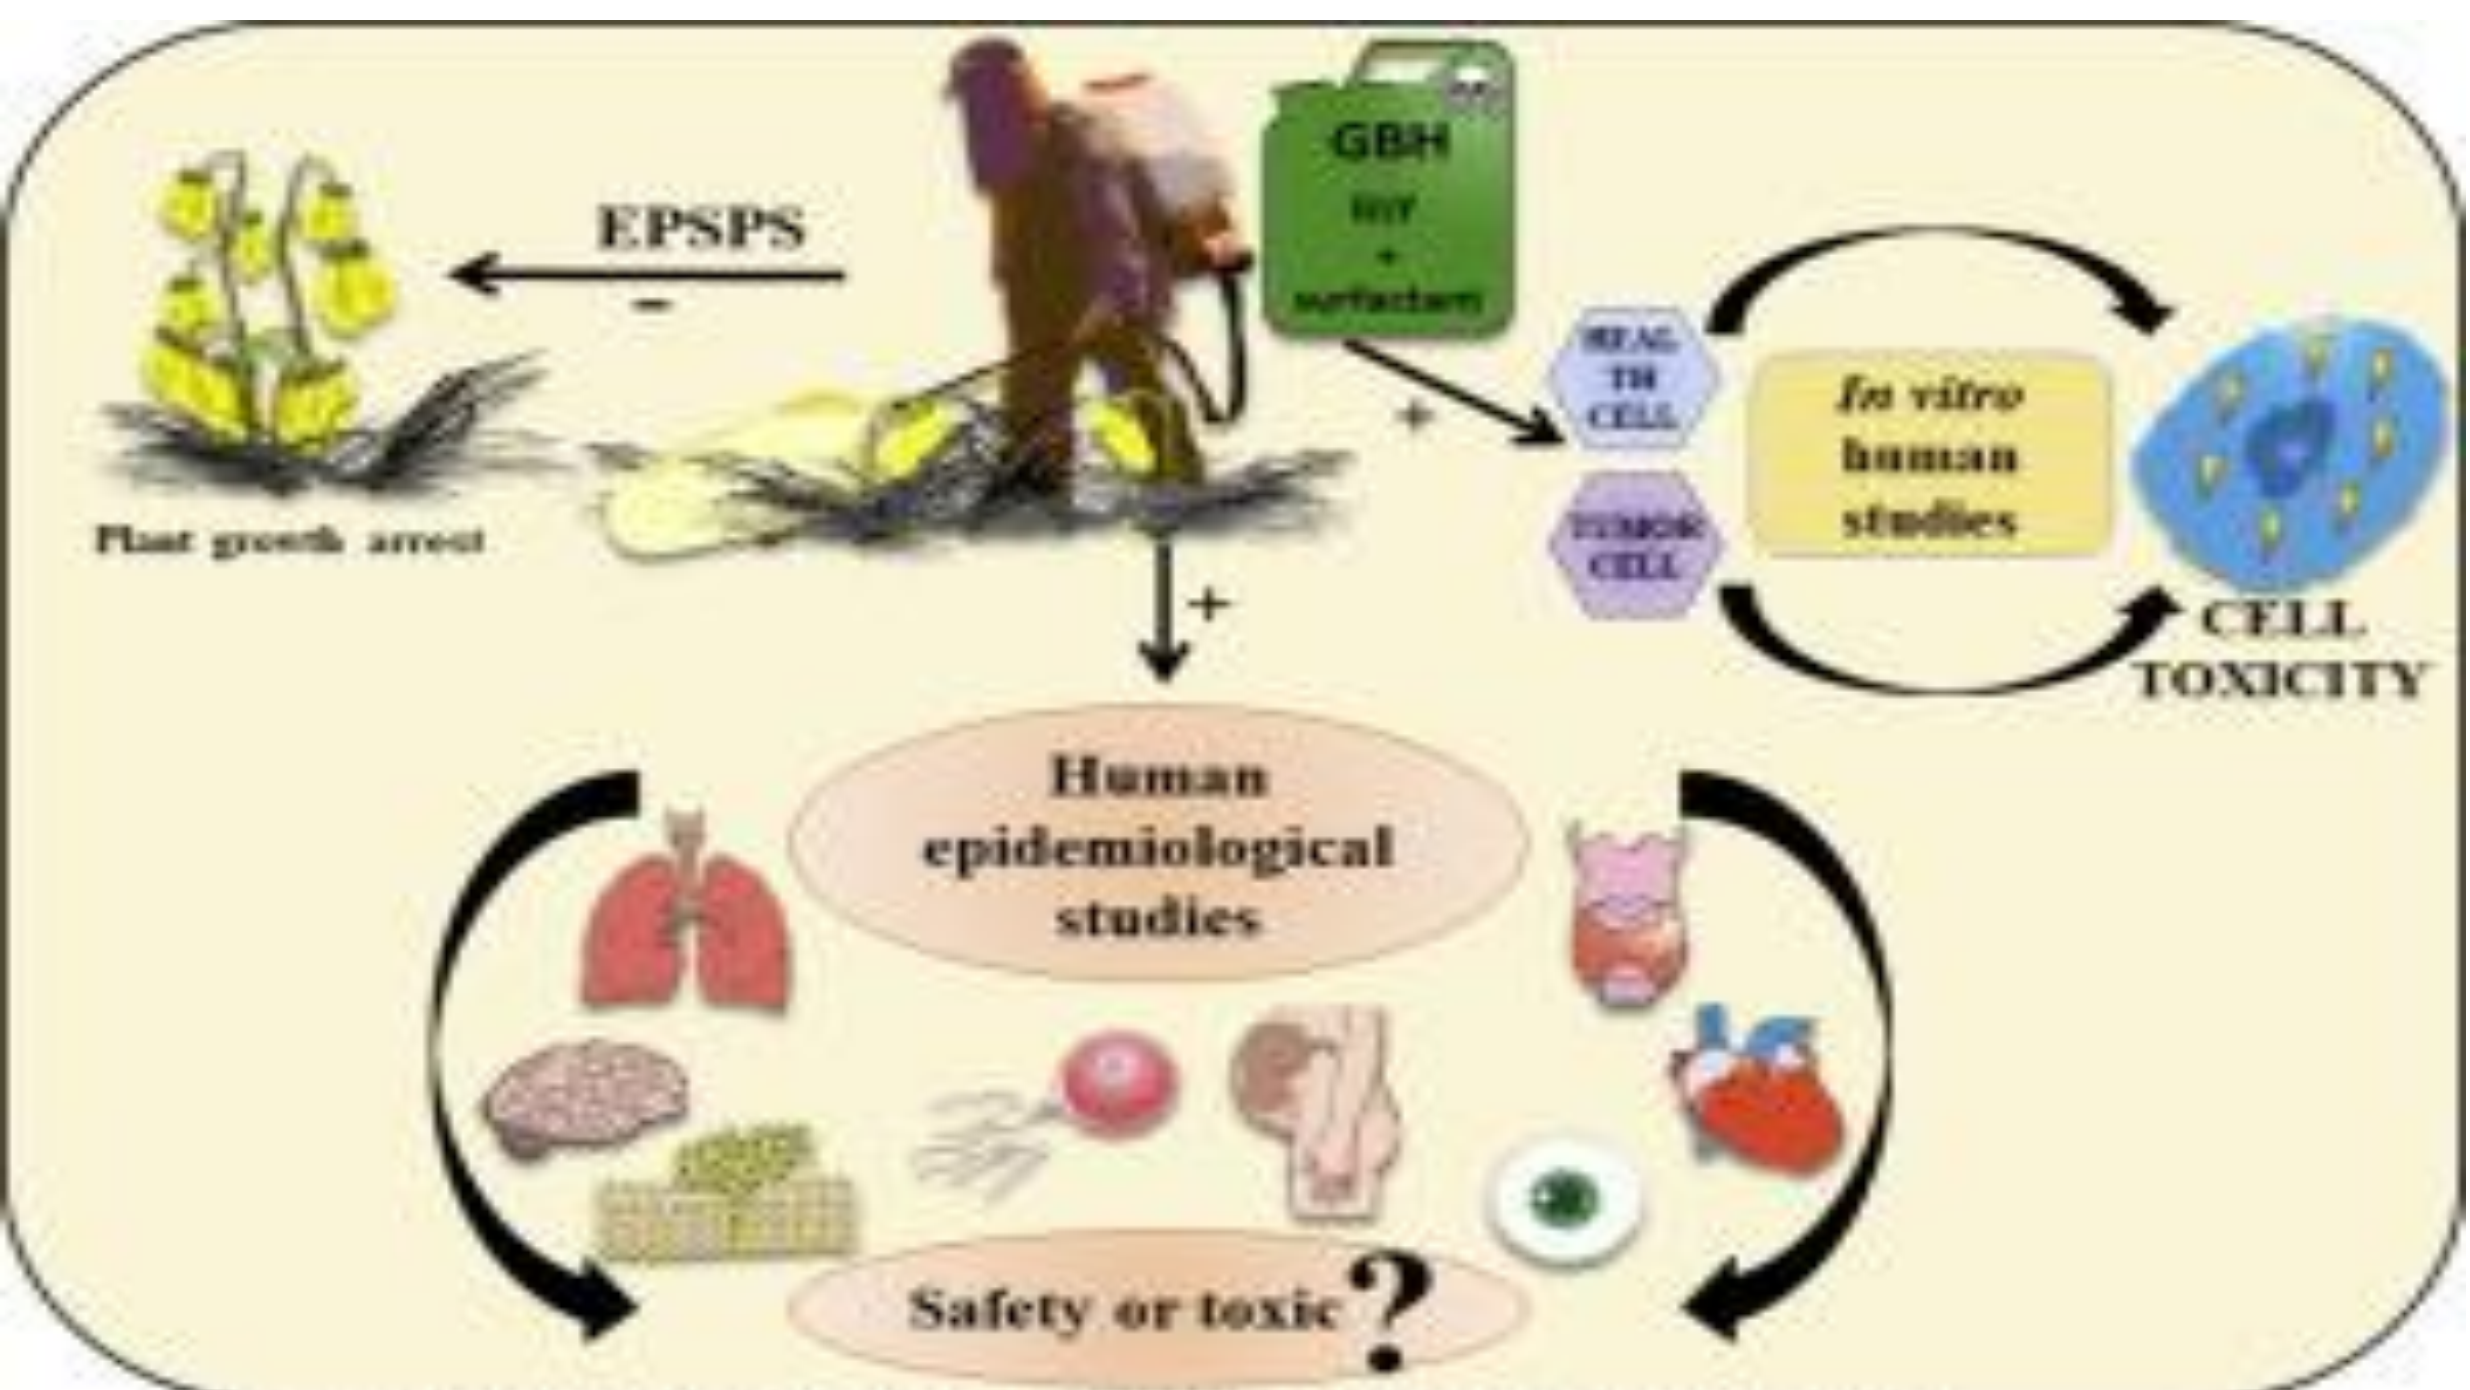 EPSPS
-
Plant growth arrest
GBH
+
surfactant
+
HEAL
TH
CELL
TUMOR
CELL
In vitro
human
studies
CELL
TOXICITY
+
Human
epidemiological
studies
Safety or toxic?